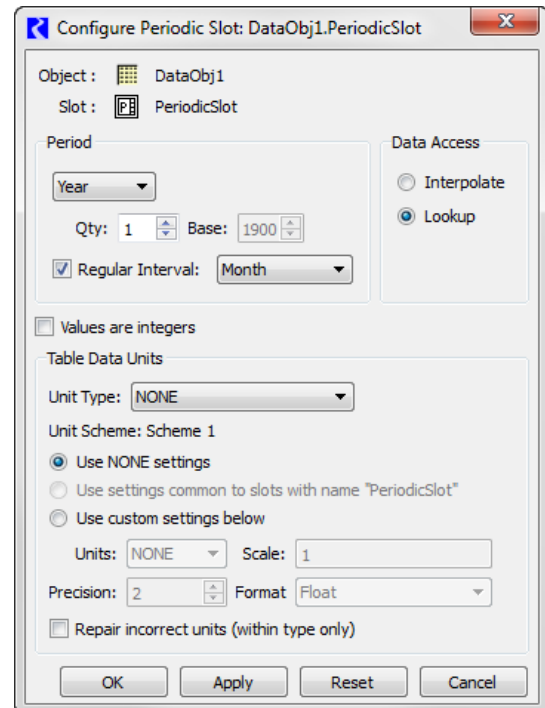 Configure Periodic Slot: DataObj1.PeriodicSlot
Object : DataObj1
Slot : PeriodicSlot
Period
Data Access
Year
Interpolate
Qty: 1 Base: 1900
Lookup
Regular Interval: Month
Values are integers
Table Data Units
Unit Type: NONE
Unit Scheme: Scheme 1
Use NONE settings
Use settings common to slots with name "PeriodicSlot"
Use custom settings below
Units: NONE Scale: 1
Precision: 2 Format Float
Repair incorrect units (within type only)
OK Apply Reset Cancel